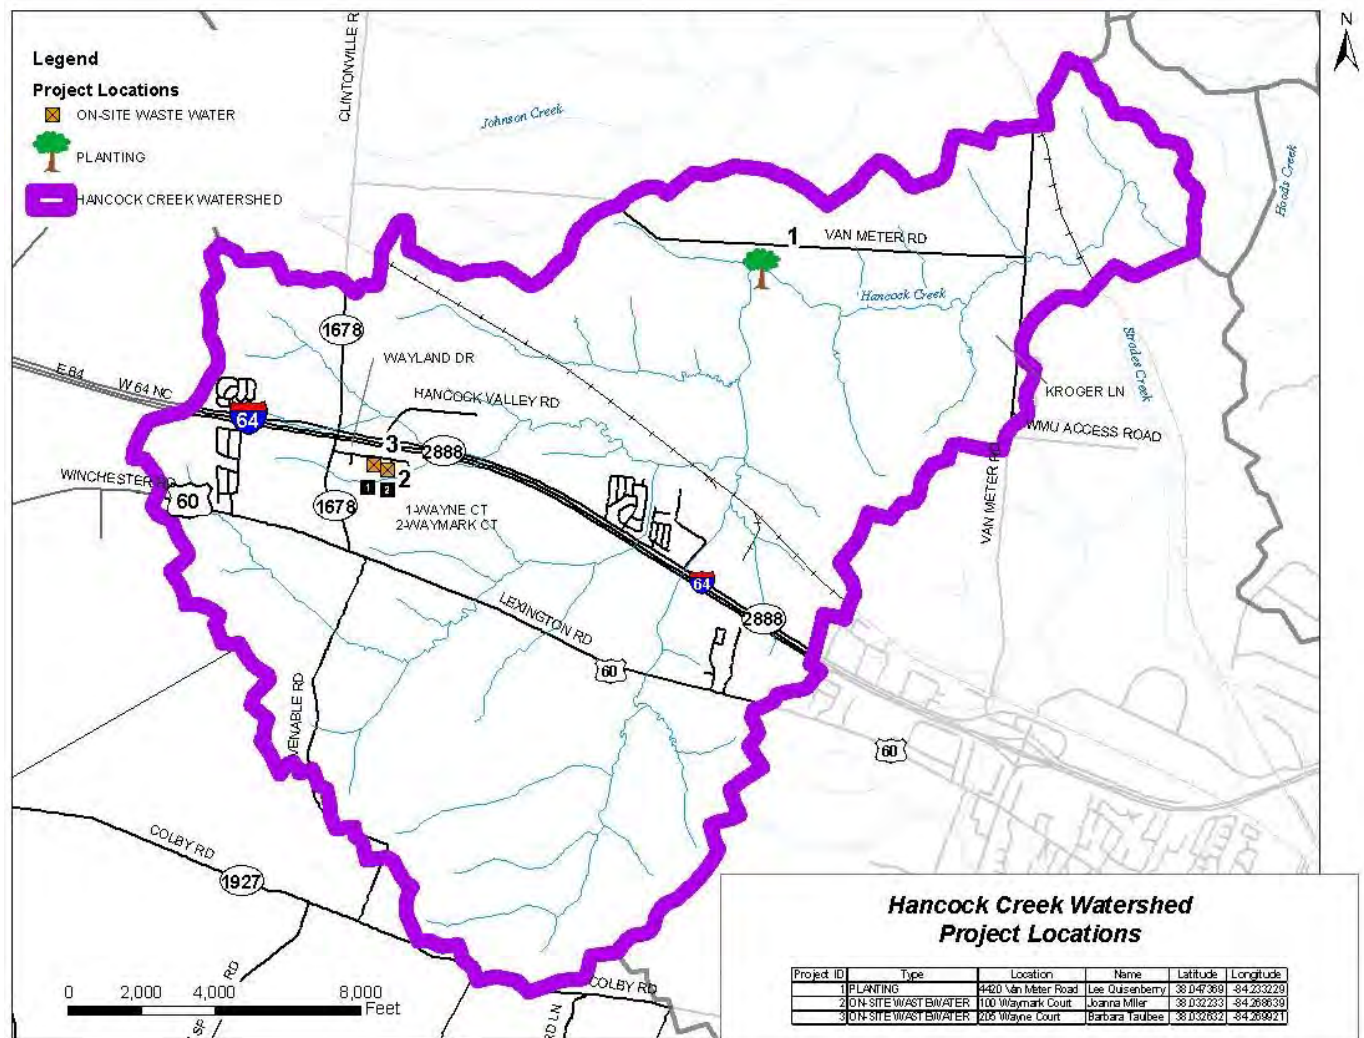 N
Legend
Project Locations
ON-SITE WASTE WATER
PLANTING
HANCOCK CREEK WATERSHED
CLINTONVILLE R
Johnson Creek
Hoods Creek
1
VAN METER RD
Hancock Creek
Strodes Creek
1678
WAYLAND DR
E 64
W 64 NC
HANCOCK VALLEY RD
KROGER LN
64
3
2888
WMU ACCESS ROAD
WINCHESTER RD
60
1678
2
1
2
1-WAYNE CT
2-WAYMARK CT
VAN METER RD
64
2888
LEXINGTON RD
60
60
VENABLE RD
COLBY RD
1927
COLBY RD
RD
SP
RD LN
0 2,000 4,000 8,000
Feet
Hancock Creek Watershed
Project Locations
Project ID Type Location Name Latitude Longitude
1 PLANTING 4420 Van Meter Road Lee Quisenberry 38.047369 -84.233229
2 ON-SITE WASTEWATER 100 Waymark Court Joanna Miller 38.032233 -84.268639
3 ON-SITE WASTEWATER 205 Wayne Court Barbara Taulbee 38.032632 -84.269921